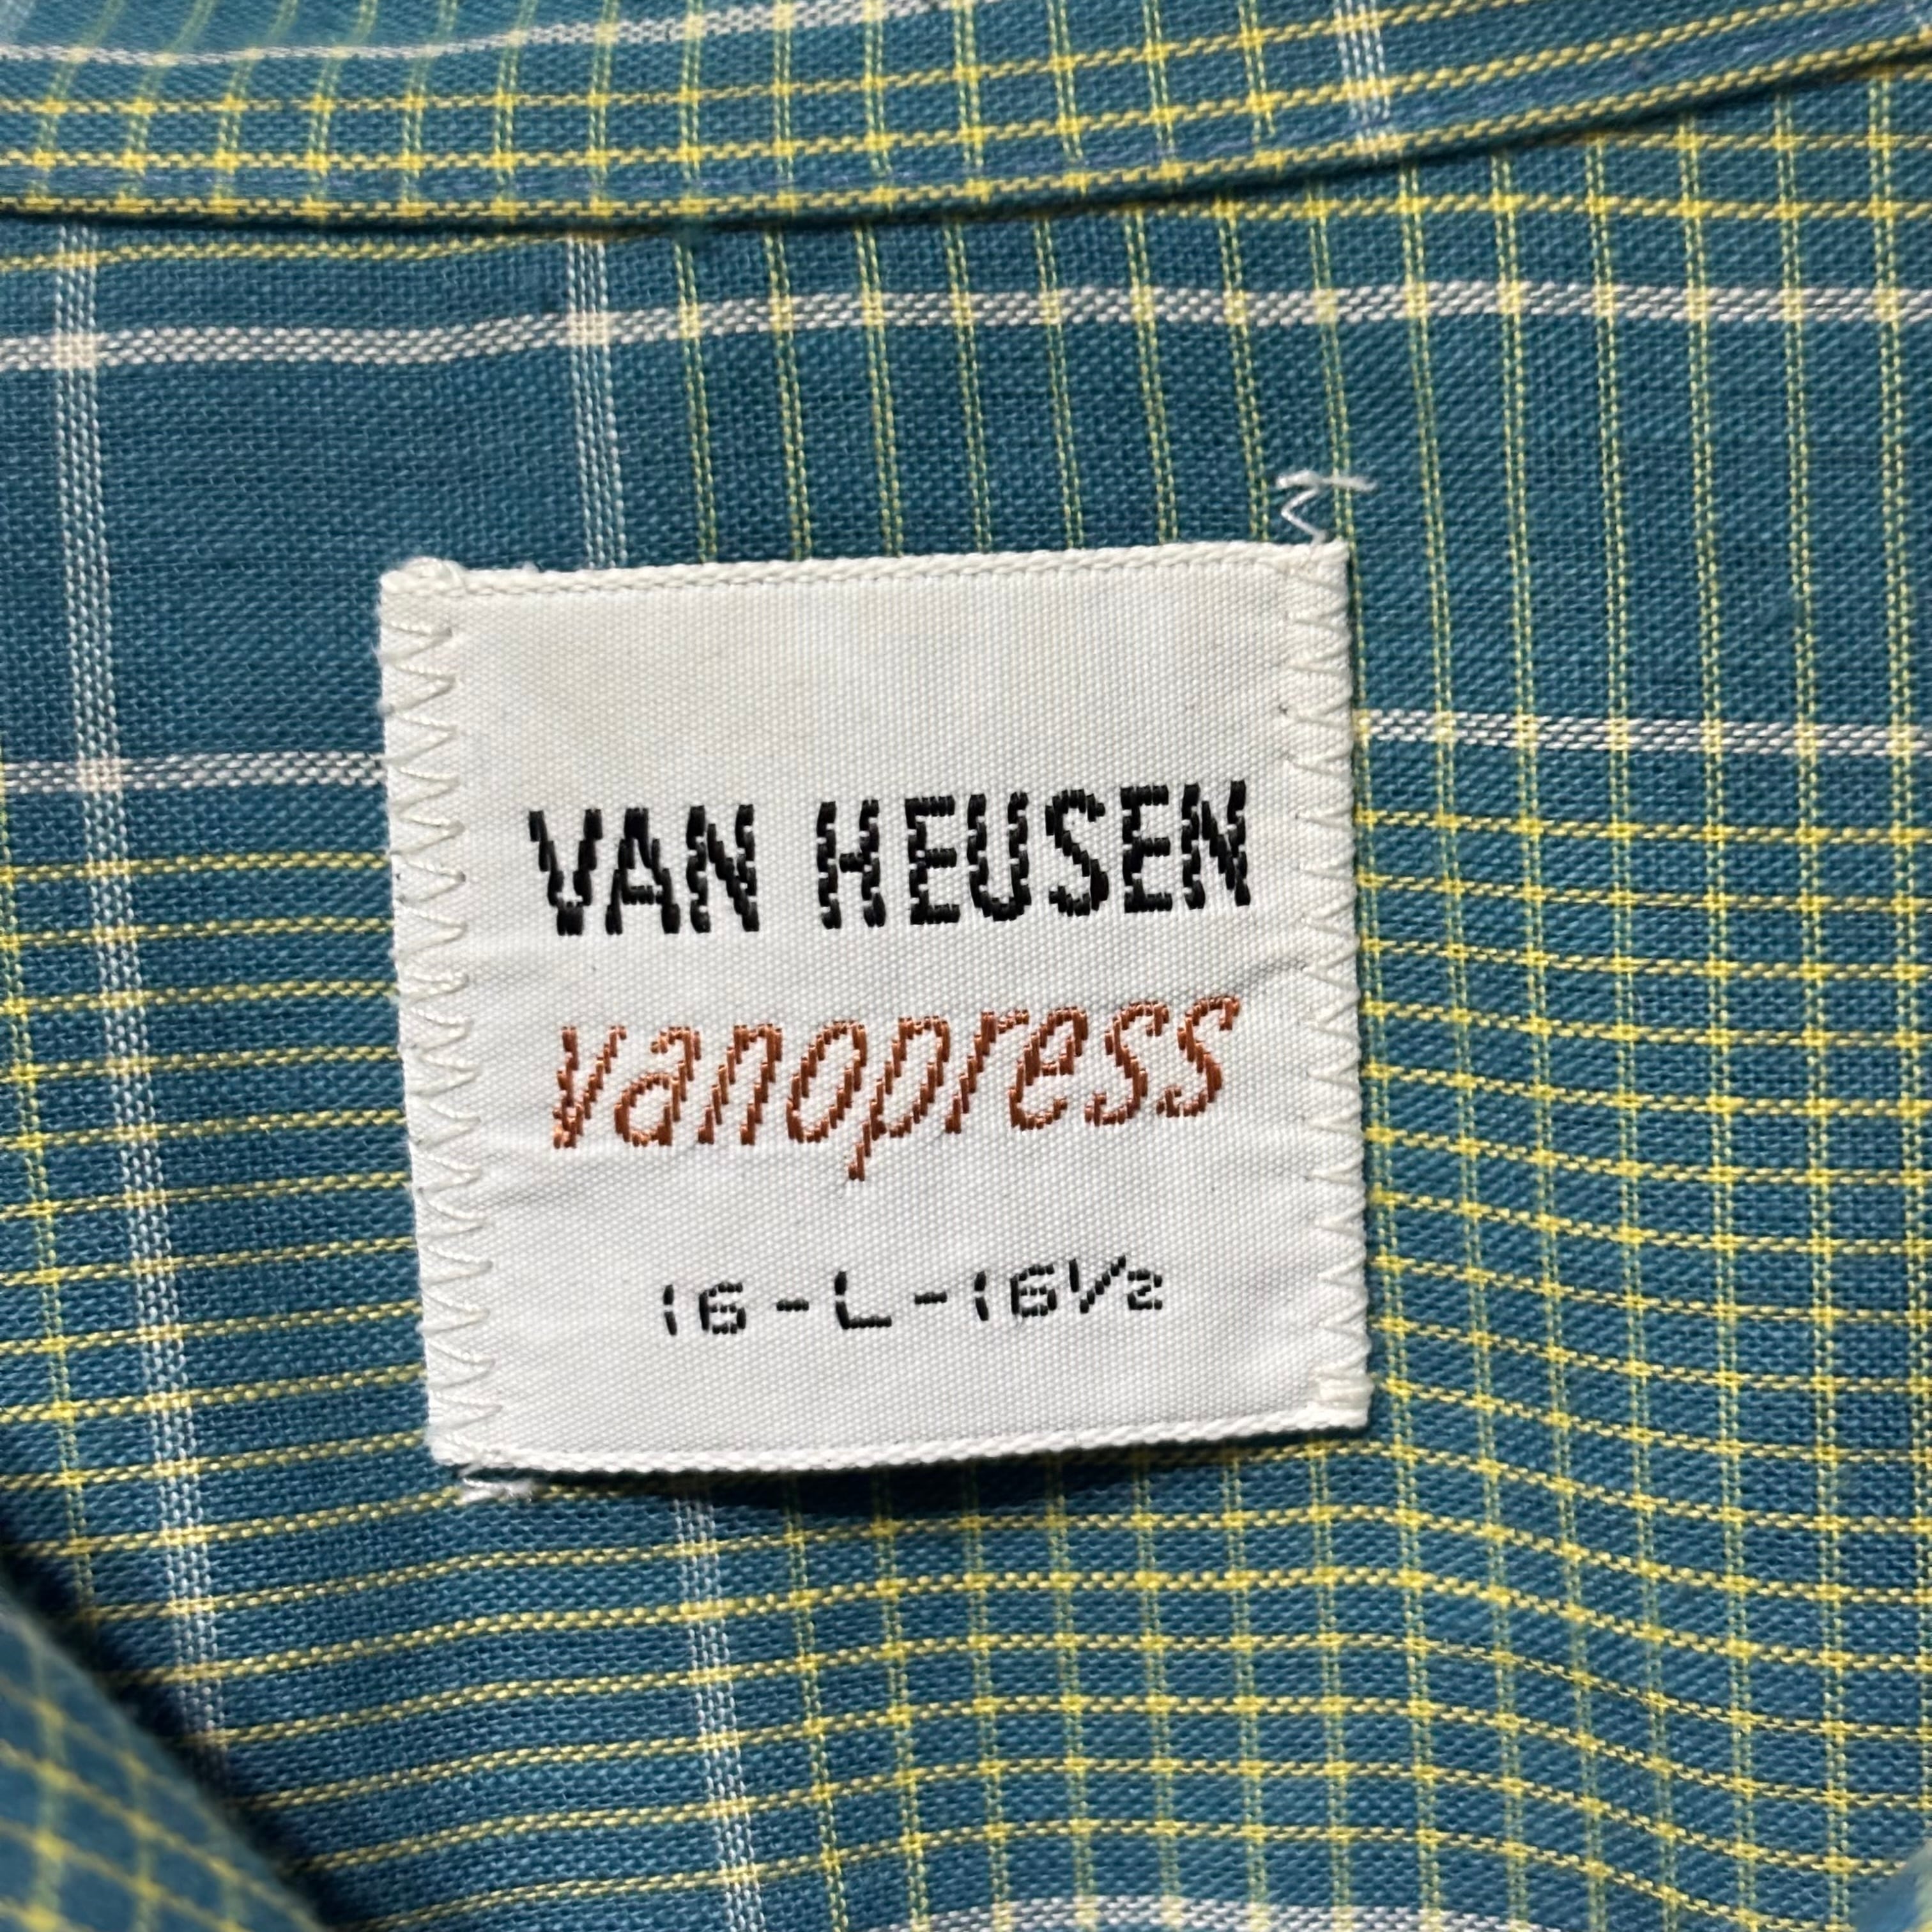 VAN HEUSEN
vanopress
16-L-16½